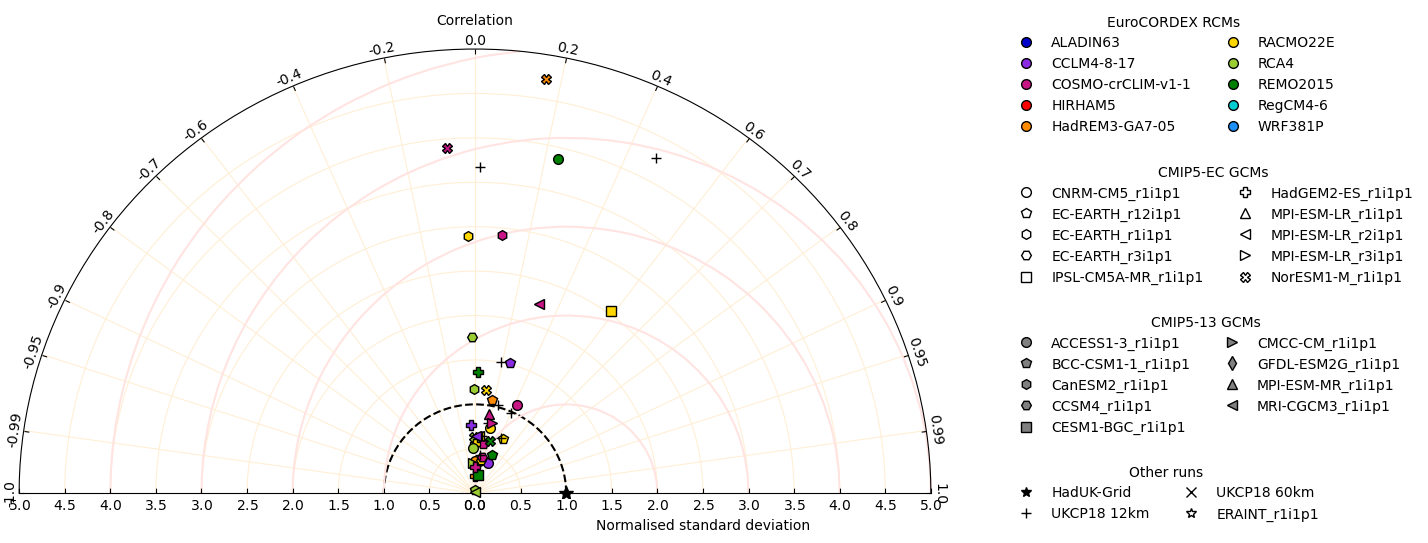 Correlation
-0.2 0.0 0.2
-0.4 0.4
-0.6 0.6
-0.7 0.7
-0.8 0.8
-0.9 0.9
-0.95 0.95
-0.99 0.99
-1.0 1.0
5.0 4.5 4.0 3.5 3.0 2.5 2.0 1.5 1.0 0.5 0.0 0.5 1.0 1.5 2.0 2.5 3.0 3.5 4.0 4.5 5.0
Normalised standard deviation
EuroCORDEX RCMs
ALADIN63 RACMO22E
CCLM4-8-17 RCA4
COSMO-crCLIM-v1-1 REMO2015
HIRHAM5 RegCM4-6
HadREM3-GA7-05 WRF381P
CMIP5-EC GCMs
CNRM-CM5_r1i1p1 HadGEM2-ES_r1i1p1
EC-EARTH_r12i1p1 MPI-ESM-LR_r1i1p1
EC-EARTH_r1i1p1 MPI-ESM-LR_r2i1p1
EC-EARTH_r3i1p1 MPI-ESM-LR_r3i1p1
IPSL-CM5A-MR_r1i1p1 NorESM1-M_r1i1p1
CMIP5-13 GCMs
ACCESS1-3_r1i1p1 CMCC-CM_r1i1p1
BCC-CSM1-1_r1i1p1 GFDL-ESM2G_r1i1p1
CanESM2_r1i1p1 MPI-ESM-MR_r1i1p1
CCSM4_r1i1p1 MRI-CGCM3_r1i1p1
CESM1-BGC_r1i1p1
Other runs
HadUK-Grid UKCP18 60km
UKCP18 12km ERAINT_r1i1p1